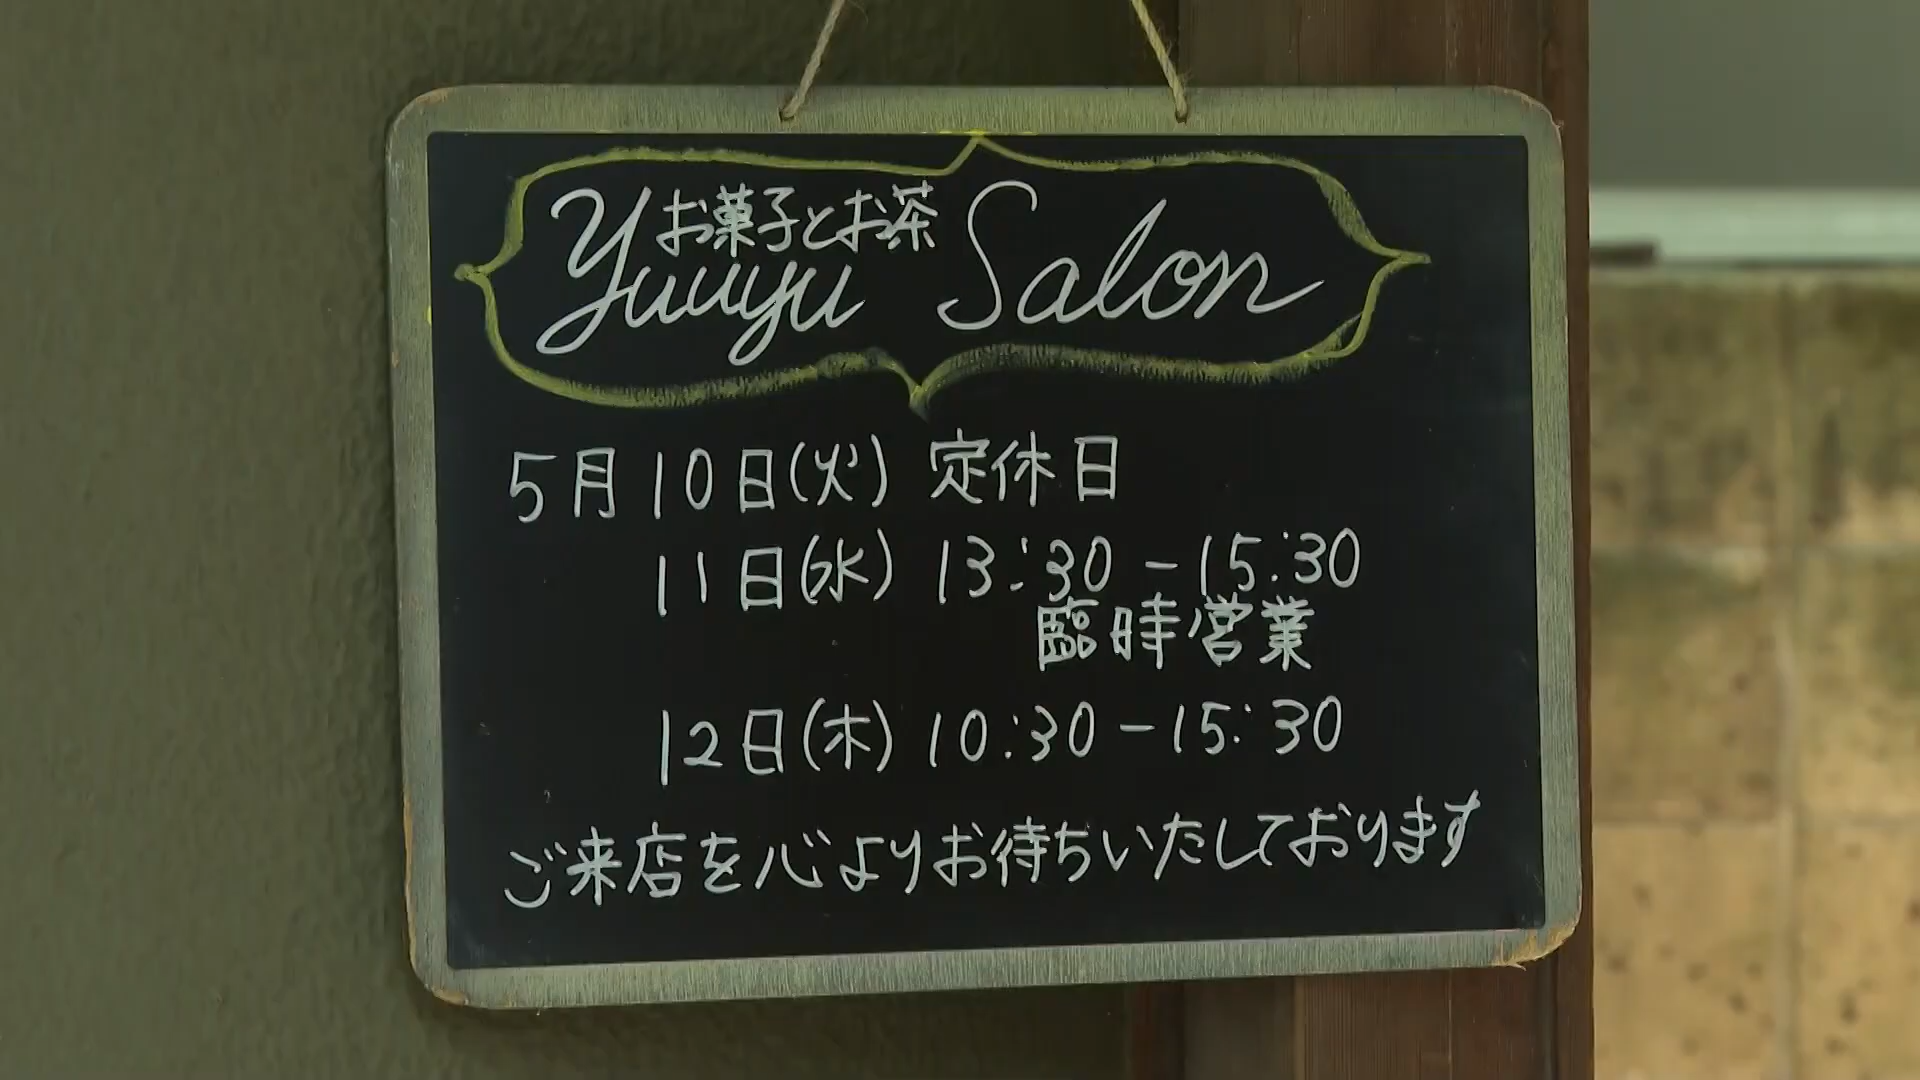 お菓子とお茶
Yuuyu Salon
5月10日(火) 定休日
11日(水) 13:30-15:30
臨時営業
12日(木) 10:30-15:30
ご来店を心よりお待ちいたしております